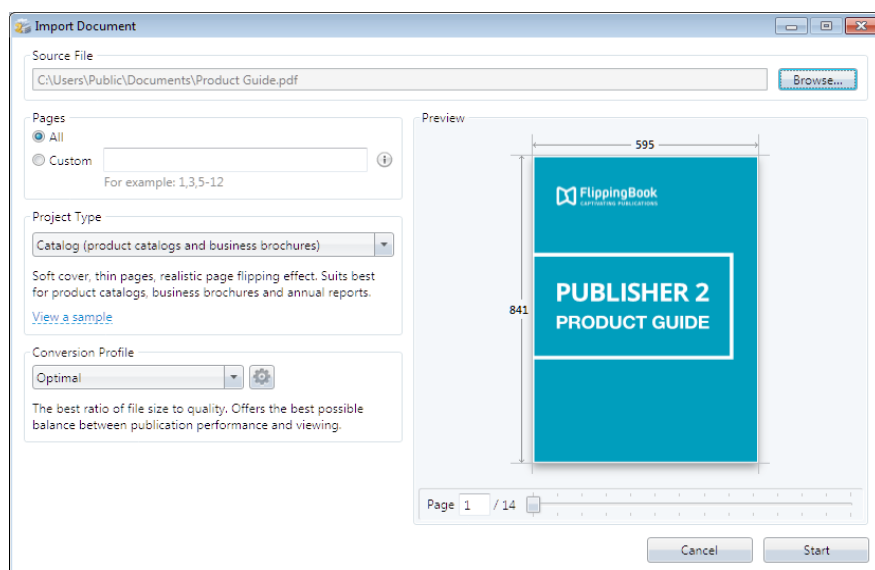 Import Document
Source File
C:\Users\Public\Documents\Product Guide.pdf
Browse...
Pages
All
Custom
For example: 1,3,5-12
Project Type
Catalog (product catalogs and business brochures)
Soft cover, thin pages, realistic page flipping effect. Suits best
for product catalogs, business brochures and annual reports.
View a sample
Conversion Profile
Optimal
The best ratio of file size to quality. Offers the best possible
balance between publication performance and viewing.
Preview
595
841
FlippingBook
CAPTIVATING PUBLICATIONS
PUBLISHER 2
PRODUCT GUIDE
Page 1 / 14
Cancel
Start